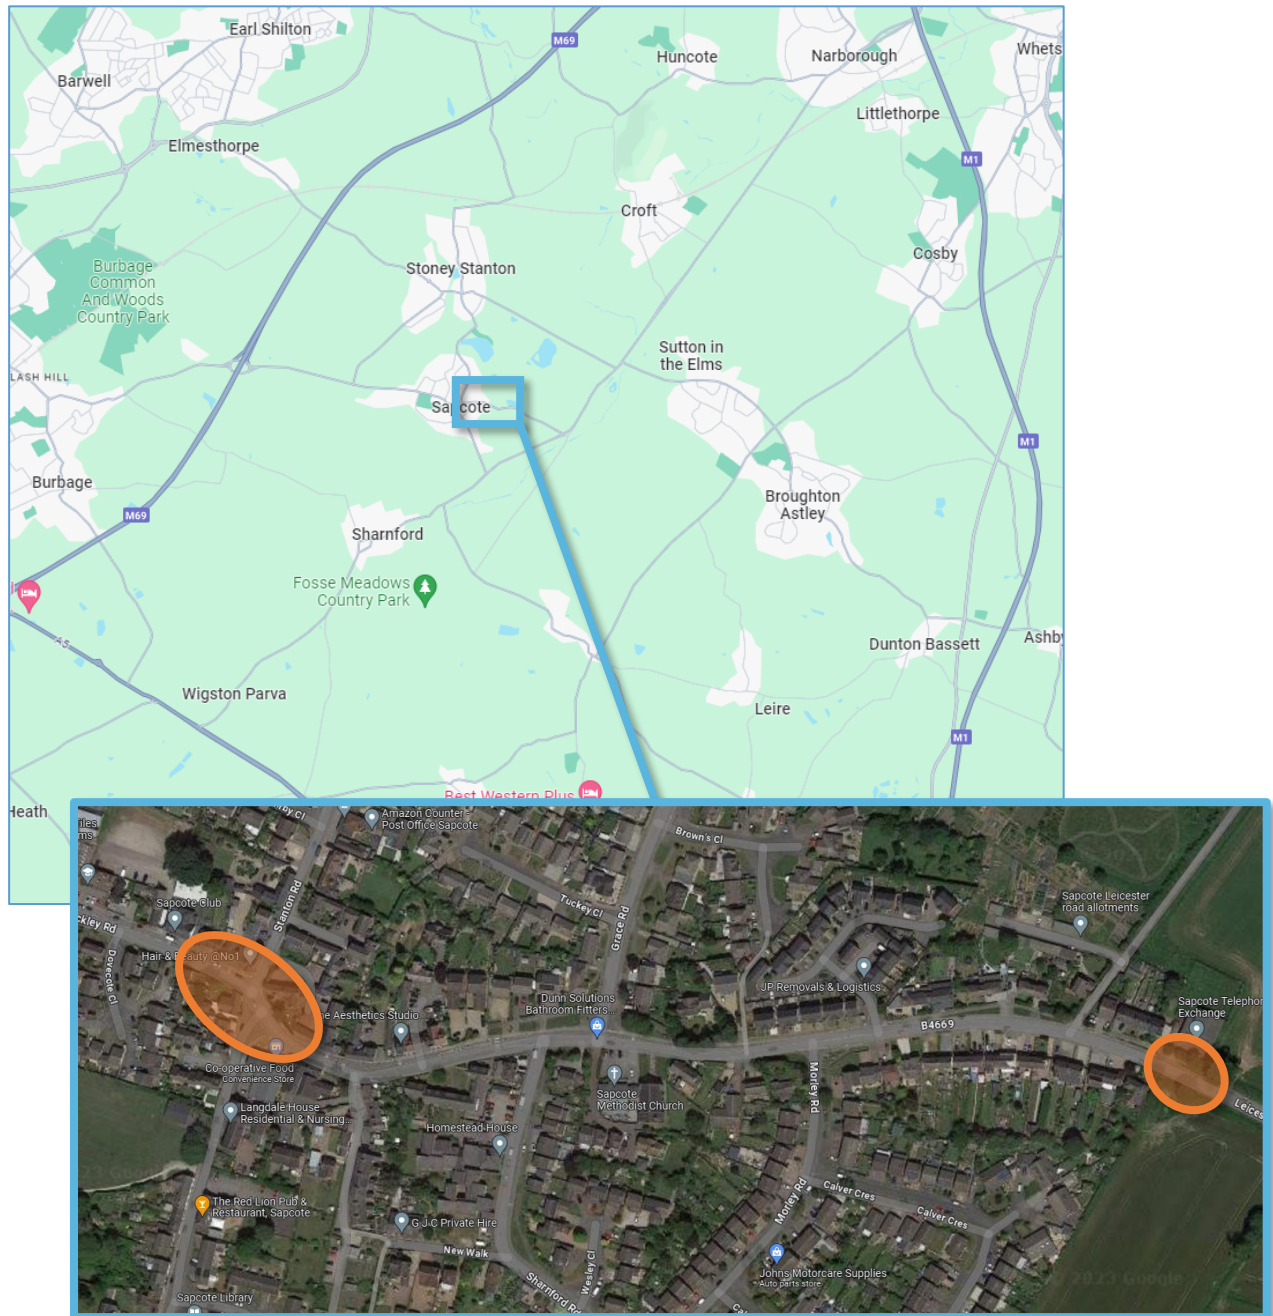 Earl Shilton
M69
Huncote
Narborough
Whets
Barwell
Littlethorpe
Elmesthorpe
M1
Croft
Cosby
Burbage
Common
And Woods
Country Park
Stoney Stanton
Sutton in
the Elms
LASH HILL
Sapcote
M1
Burbage
Broughton
Astley
M69
Sharnford
Fosse Meadows
Country Park
A5
Dunton Bassett
Ashby
Wigston Parva
Leire
M1
Best Western Plus
Heath
Amazon Counter -
Post Office Sapcote
Brown's Cl
Stanton Rd
Tuckey Cl
Grace Rd
Sapcote Leicester
road allotments
Sapcote Club
ckley Rd
Hair & Beauty @No1
Dovecote Cl
JP Removals & Logistics
Dunn Solutions
Bathroom Fitters...
ne Aesthetics Studio
Sapcote Telephon
Exchange
B4669
Co-operative Food
Convenience Store
Morley Rd
Sapcote
Methodist Church
Leices
Langdale House
Residential & Nursing...
Homestead House
Calver Cres
Morley Rd
The Red Lion Pub &
Restaurant, Sapcote
G J C Private Hire
Calver Cres
New Walk
Wesley Cl
Sharnford Rd
Johns Motorcare Supplies
Auto parts store
Sapcote Library